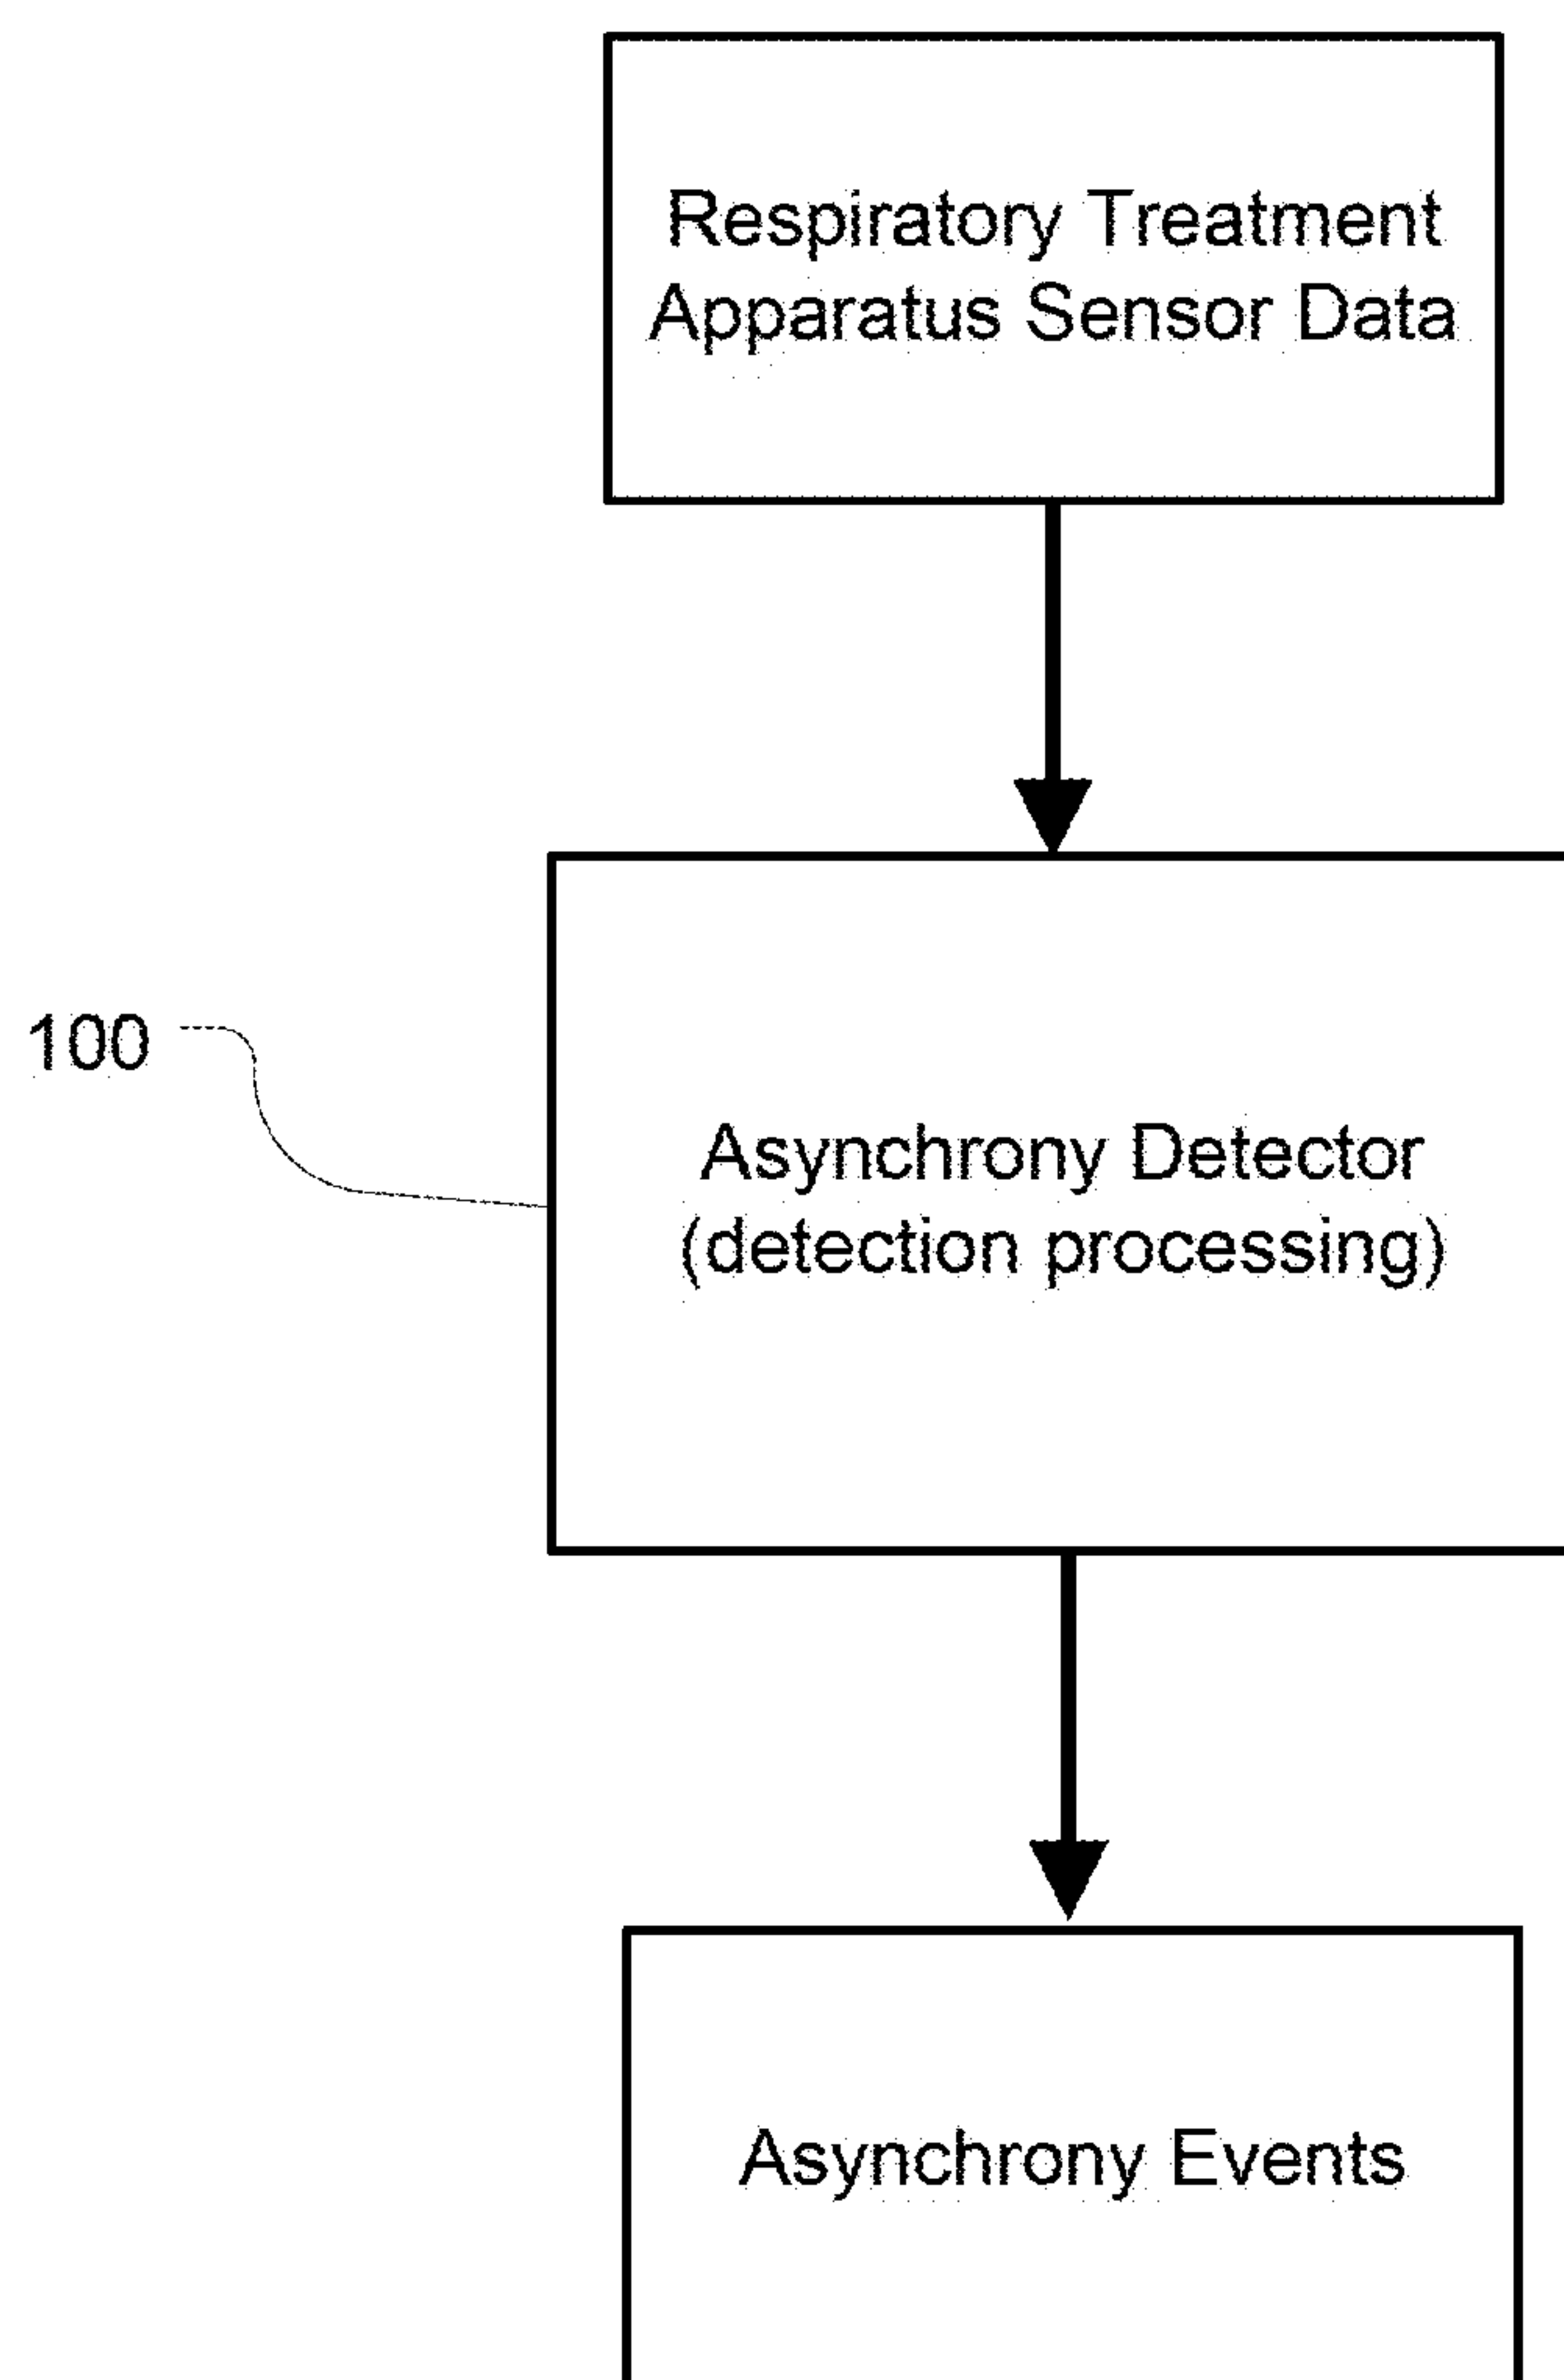 Respiratory Treatment
Apparatus Sensor Data
100
Asynchrony Detector
(detection processing)
Asynchrony Events